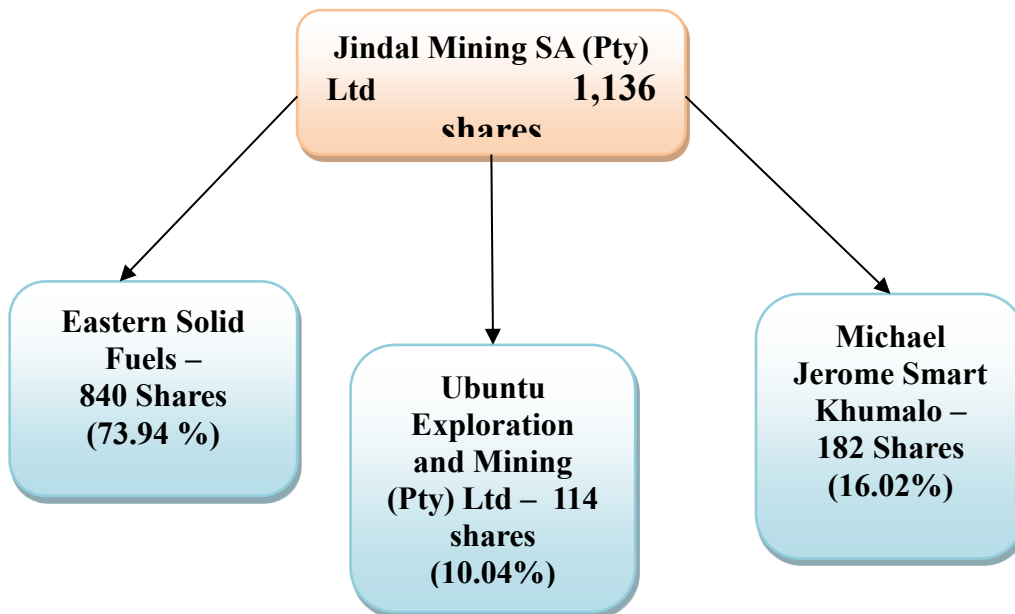 Jindal Mining SA (Pty)
Ltd 1,136
shares
Eastern Solid
Fuels –
840 Shares
(73.94 %)
Ubuntu
Exploration
and Mining
(Pty) Ltd – 114
shares
(10.04%)
Michael
Jerome Smart
Khumalo –
182 Shares
(16.02%)